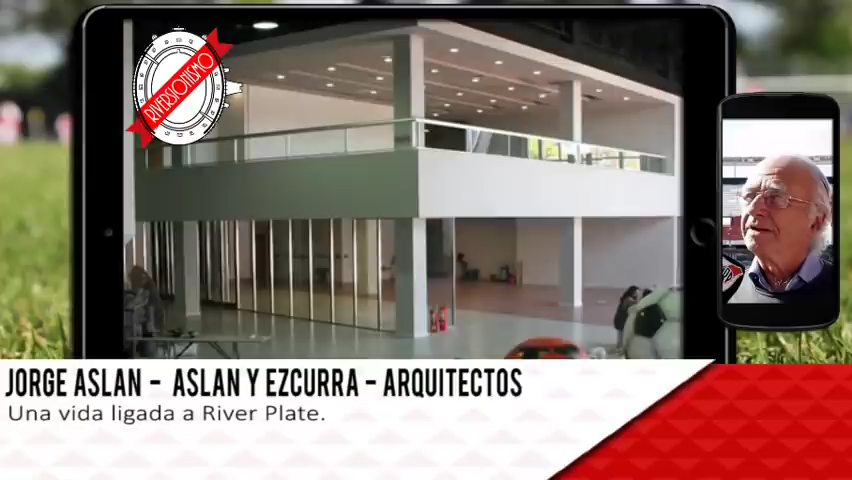 RIVERSIONISMO
JORGE ASLAN - ASLAN Y EZCURRA - ARQUITECTOS
Una vida ligada a River Plate.